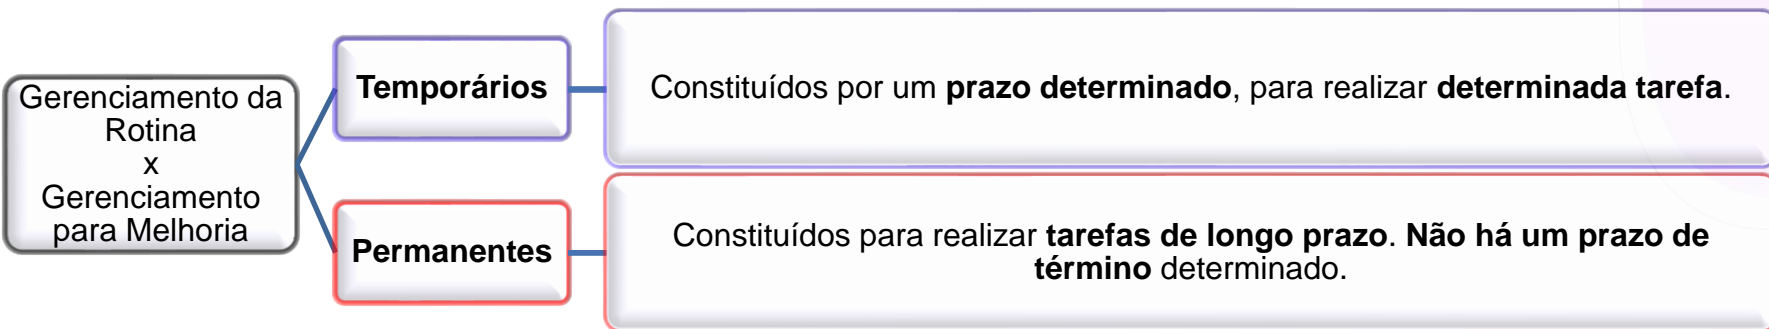 Gerenciamento da
Rotina
x
Gerenciamento
para Melhoria
Temporários
Constituídos por um prazo determinado, para realizar determinada tarefa.
Permanentes
Constituídos para realizar tarefas de longo prazo. Não há um prazo de
término determinado.